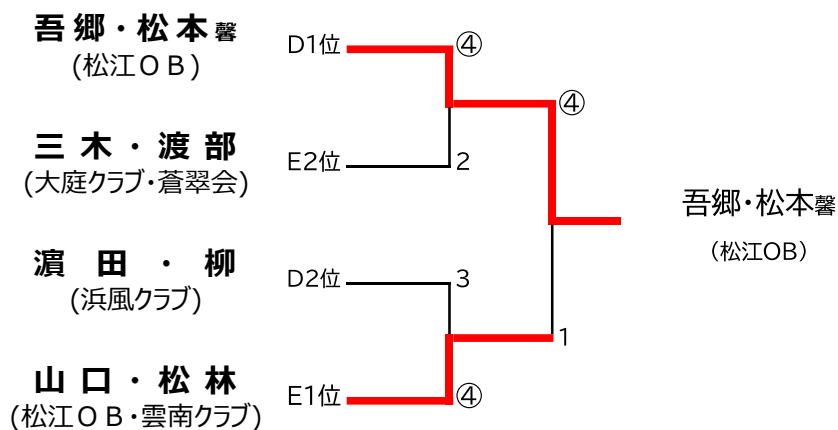 吾郷・松本馨
(松江OB)
D1位
④
④
三木・渡部
(大庭クラブ・蒼翠会)
E2位
2
吾郷・松本馨
(松江OB)
濵田・柳
(浜風クラブ)
D2位
3
1
山口・松林
(松江OB・雲南クラブ)
E1位
④